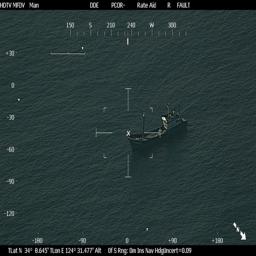 HDTV MFOV Man DDE PCOR- Rate Aid R FAULT
150 S 210 240 W 300
+30
0
-30
-60
-90
-120
X
-180 -90 0 +90 +180
TLat N 34° 8.645" TLon E 124° 31.477" Alt 0f S Rng: 0m Ins Nav HdgUncert=0.09